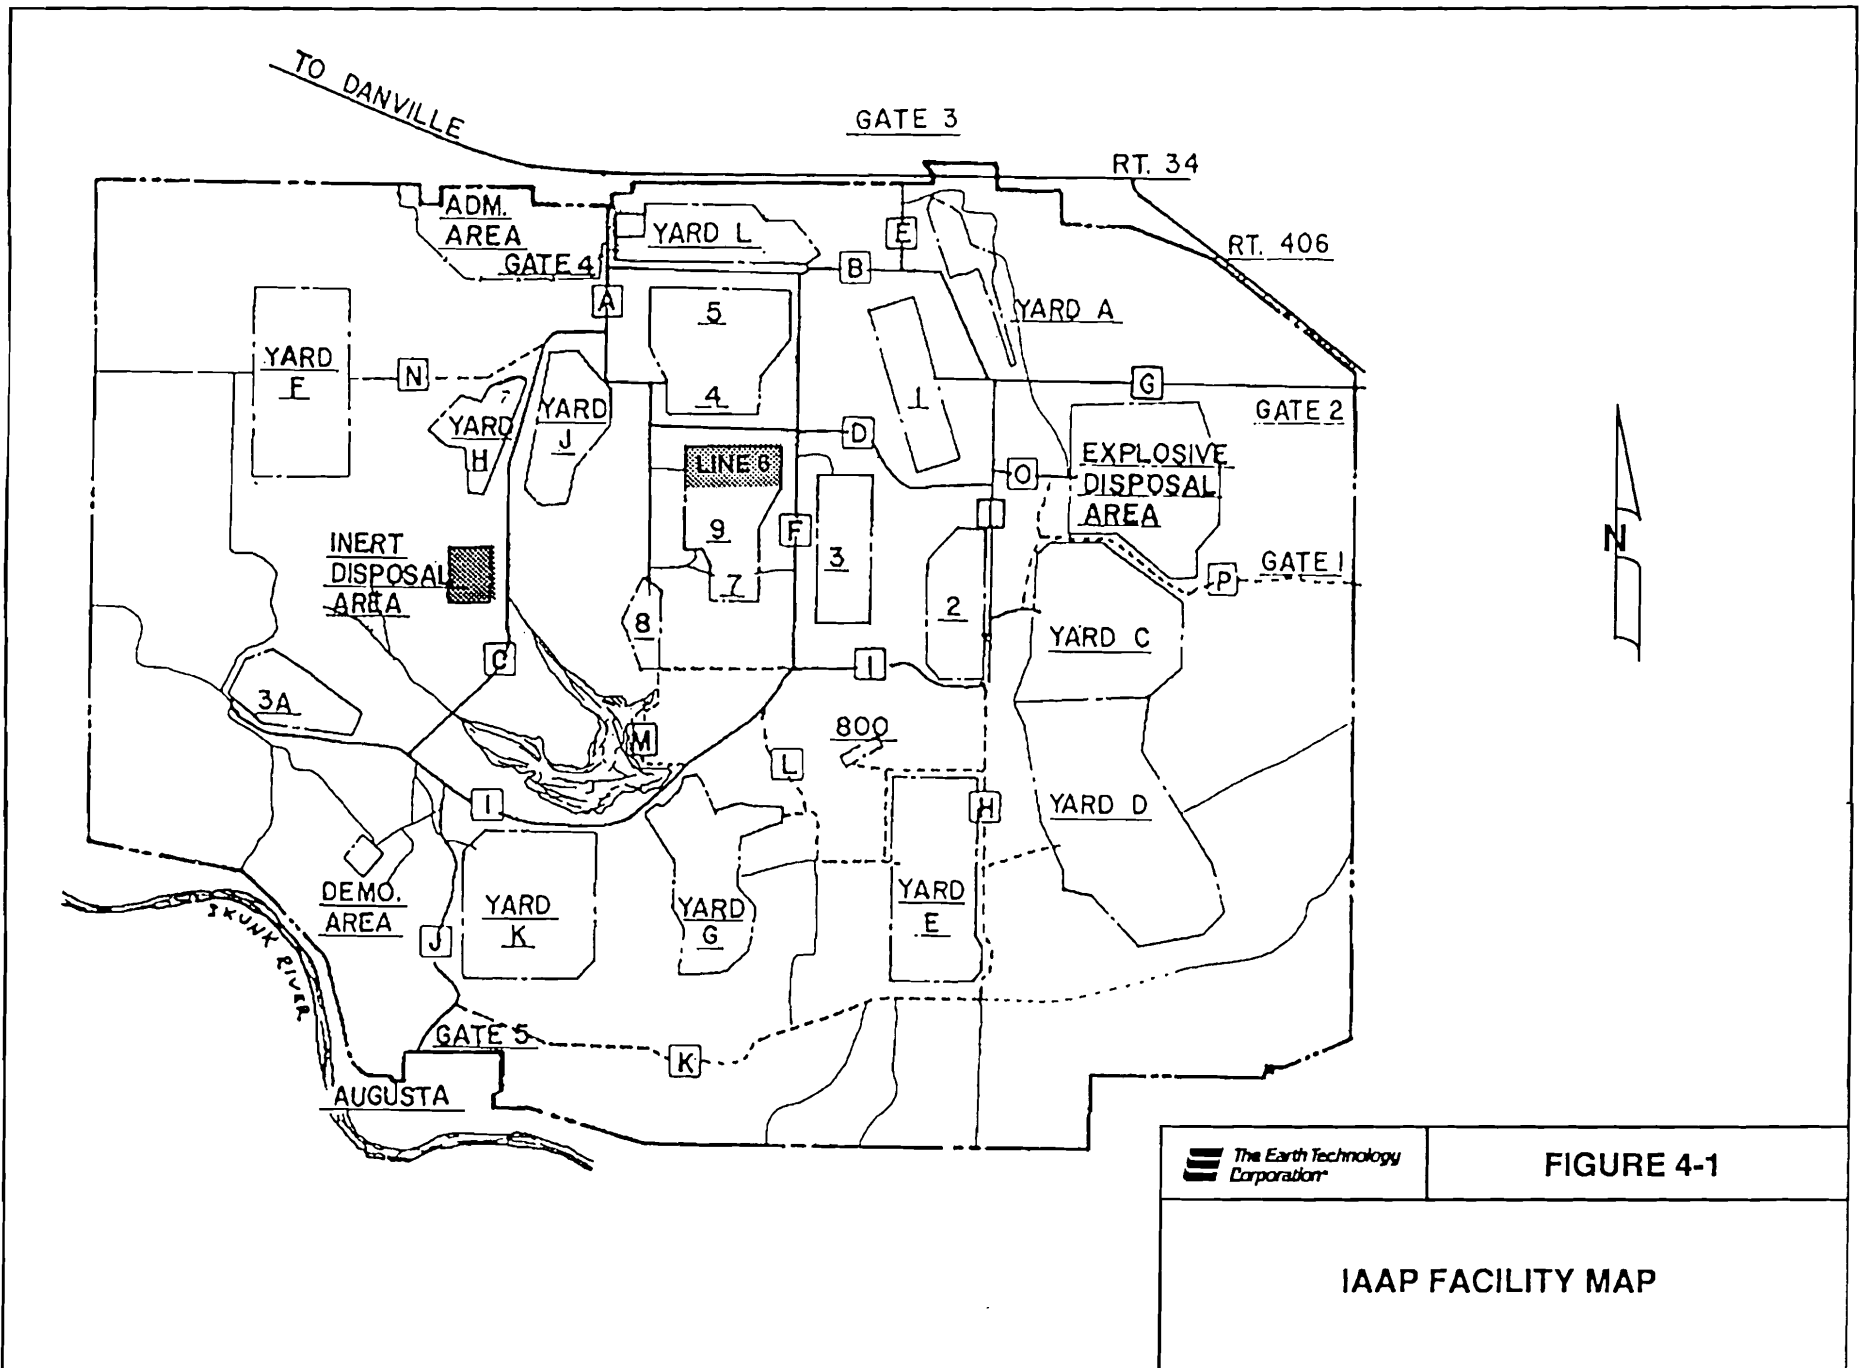 TO DANVILLE
GATE 3
RT. 34
ADM.
AREA
GATE 4
YARD L
E
B
RT. 406
A
5
YARD A
YARD
F
N
YARD
H
YARD
J
4
1
G
GATE 2
D
LINE 6
O
EXPLOSIVE
DISPOSAL
AREA
N
INERT
DISPOSAL
AREA
9
F
3
7
GATE 1
P
8
2
YARD C
C
I
3A
M
800
L
I
H
YARD D
DEMO.
AREA
YARD
K
YARD
G
YARD
E
J
SKUNK RIVER
GATE 5
K
AUGUSTA
The Earth Technology
Corporation
FIGURE 4-1
IAAP FACILITY MAP